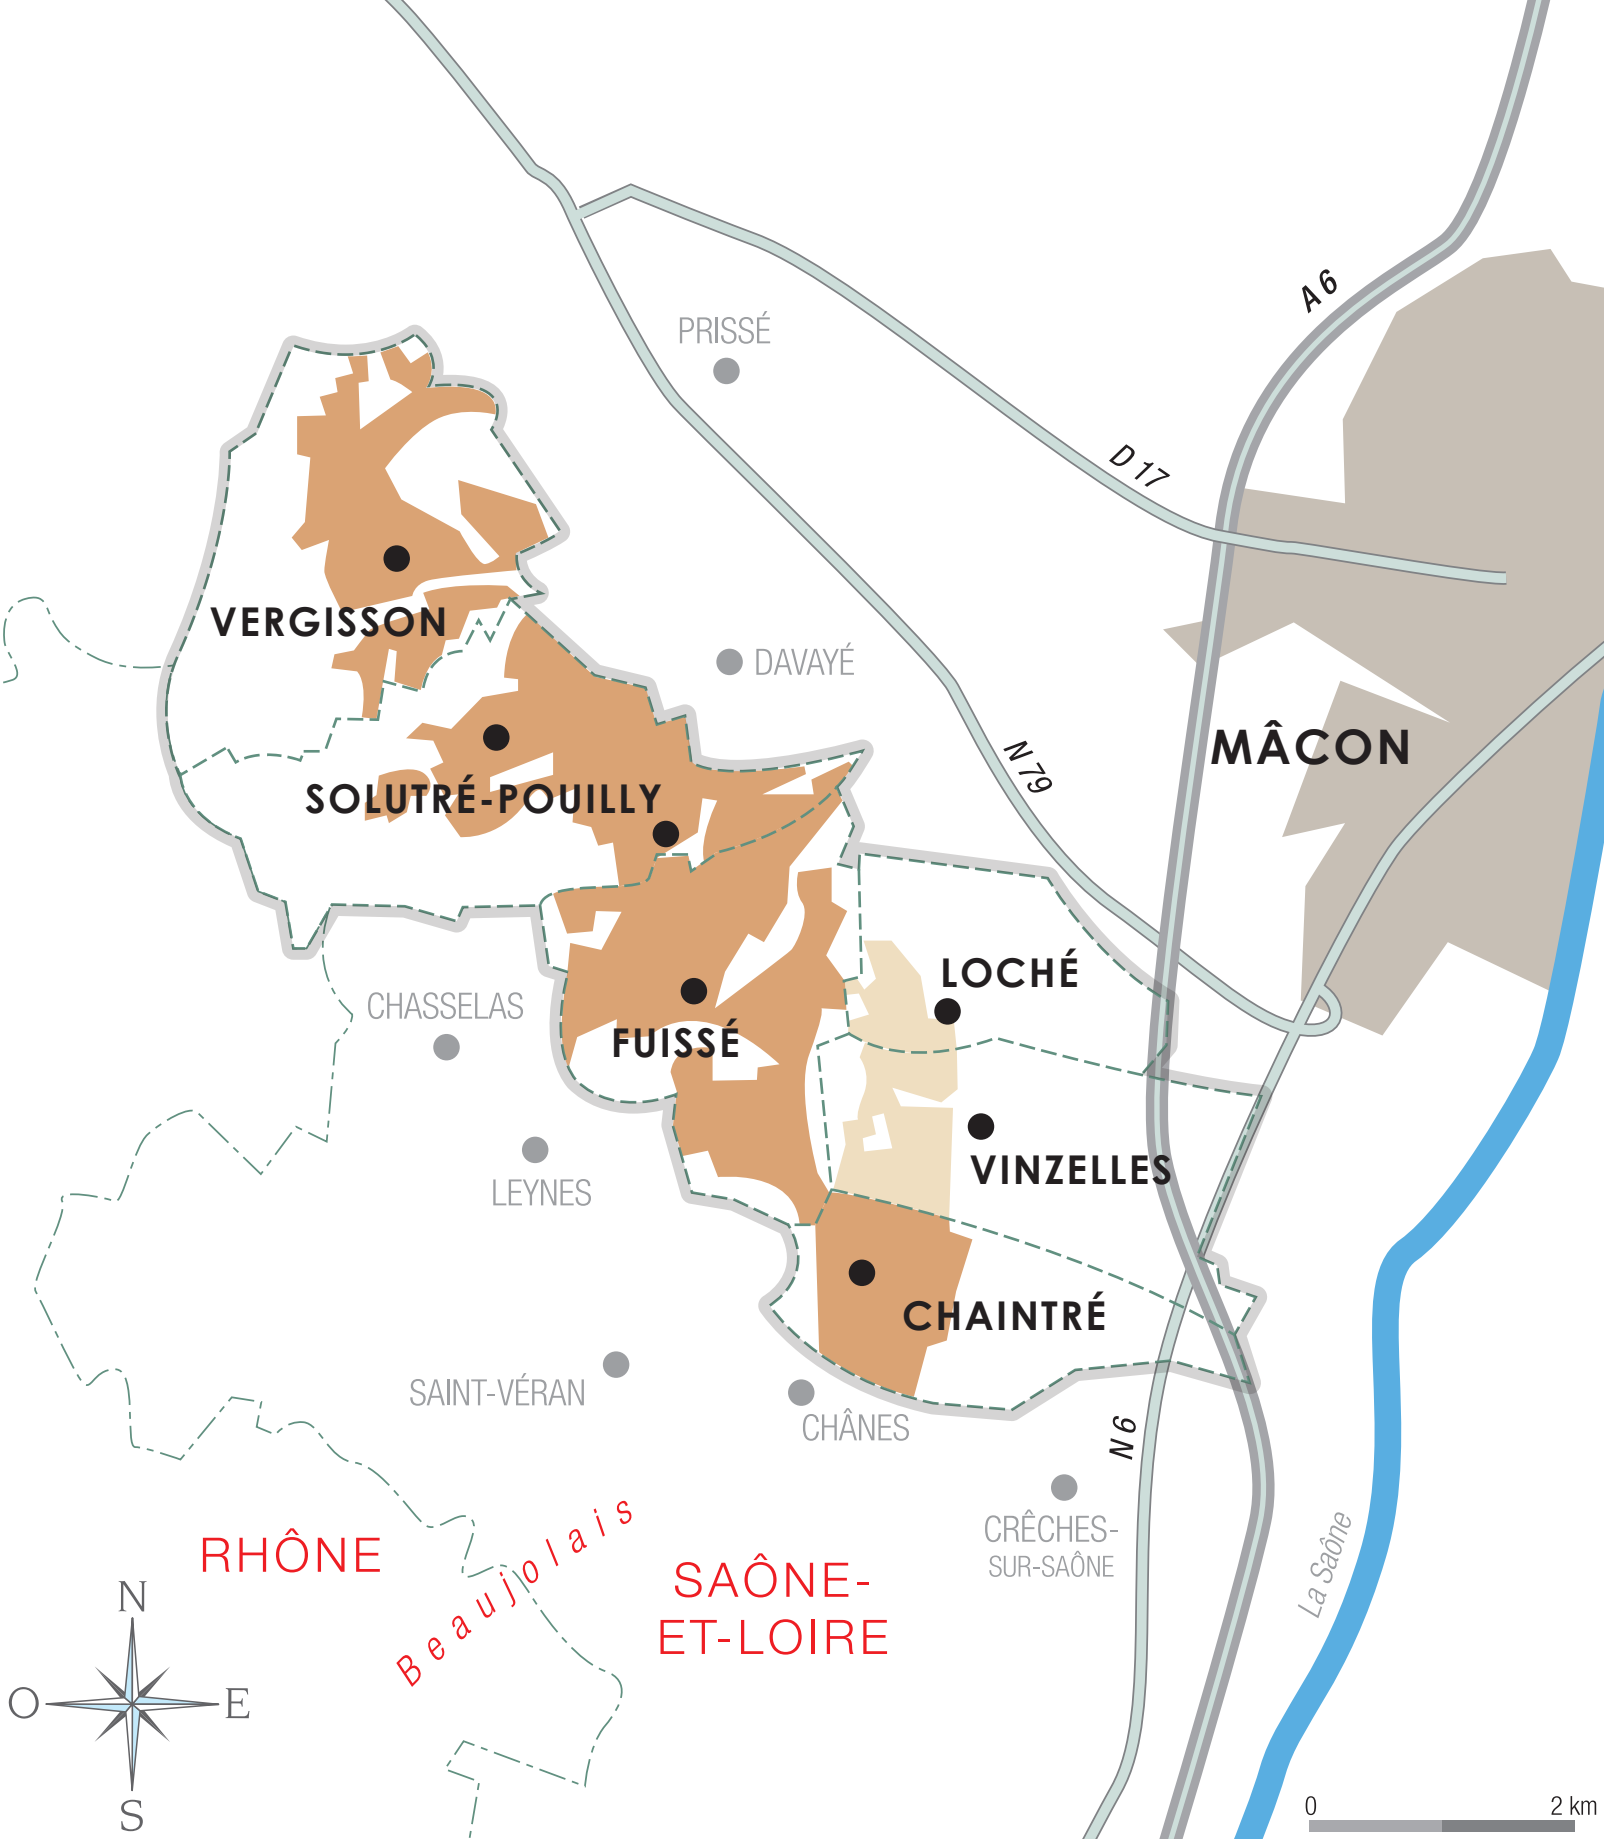 A 6
PRISSÉ
D 17
VERGISSON
DAVAYÉ
MÂCON
N 79
SOLUTRÉ-POUILLY
LOCHÉ
CHASSELAS
FUISSÉ
VINZELLES
LEYNES
CHAINTRÉ
SAINT-VÉRAN
CHÂNES
N 6
CRÊCHES-
SUR-SAÔNE
RHÔNE
Beaujolais
SAÔNE-
ET-LOIRE
La Saône
N
O
E
S
0
2 km